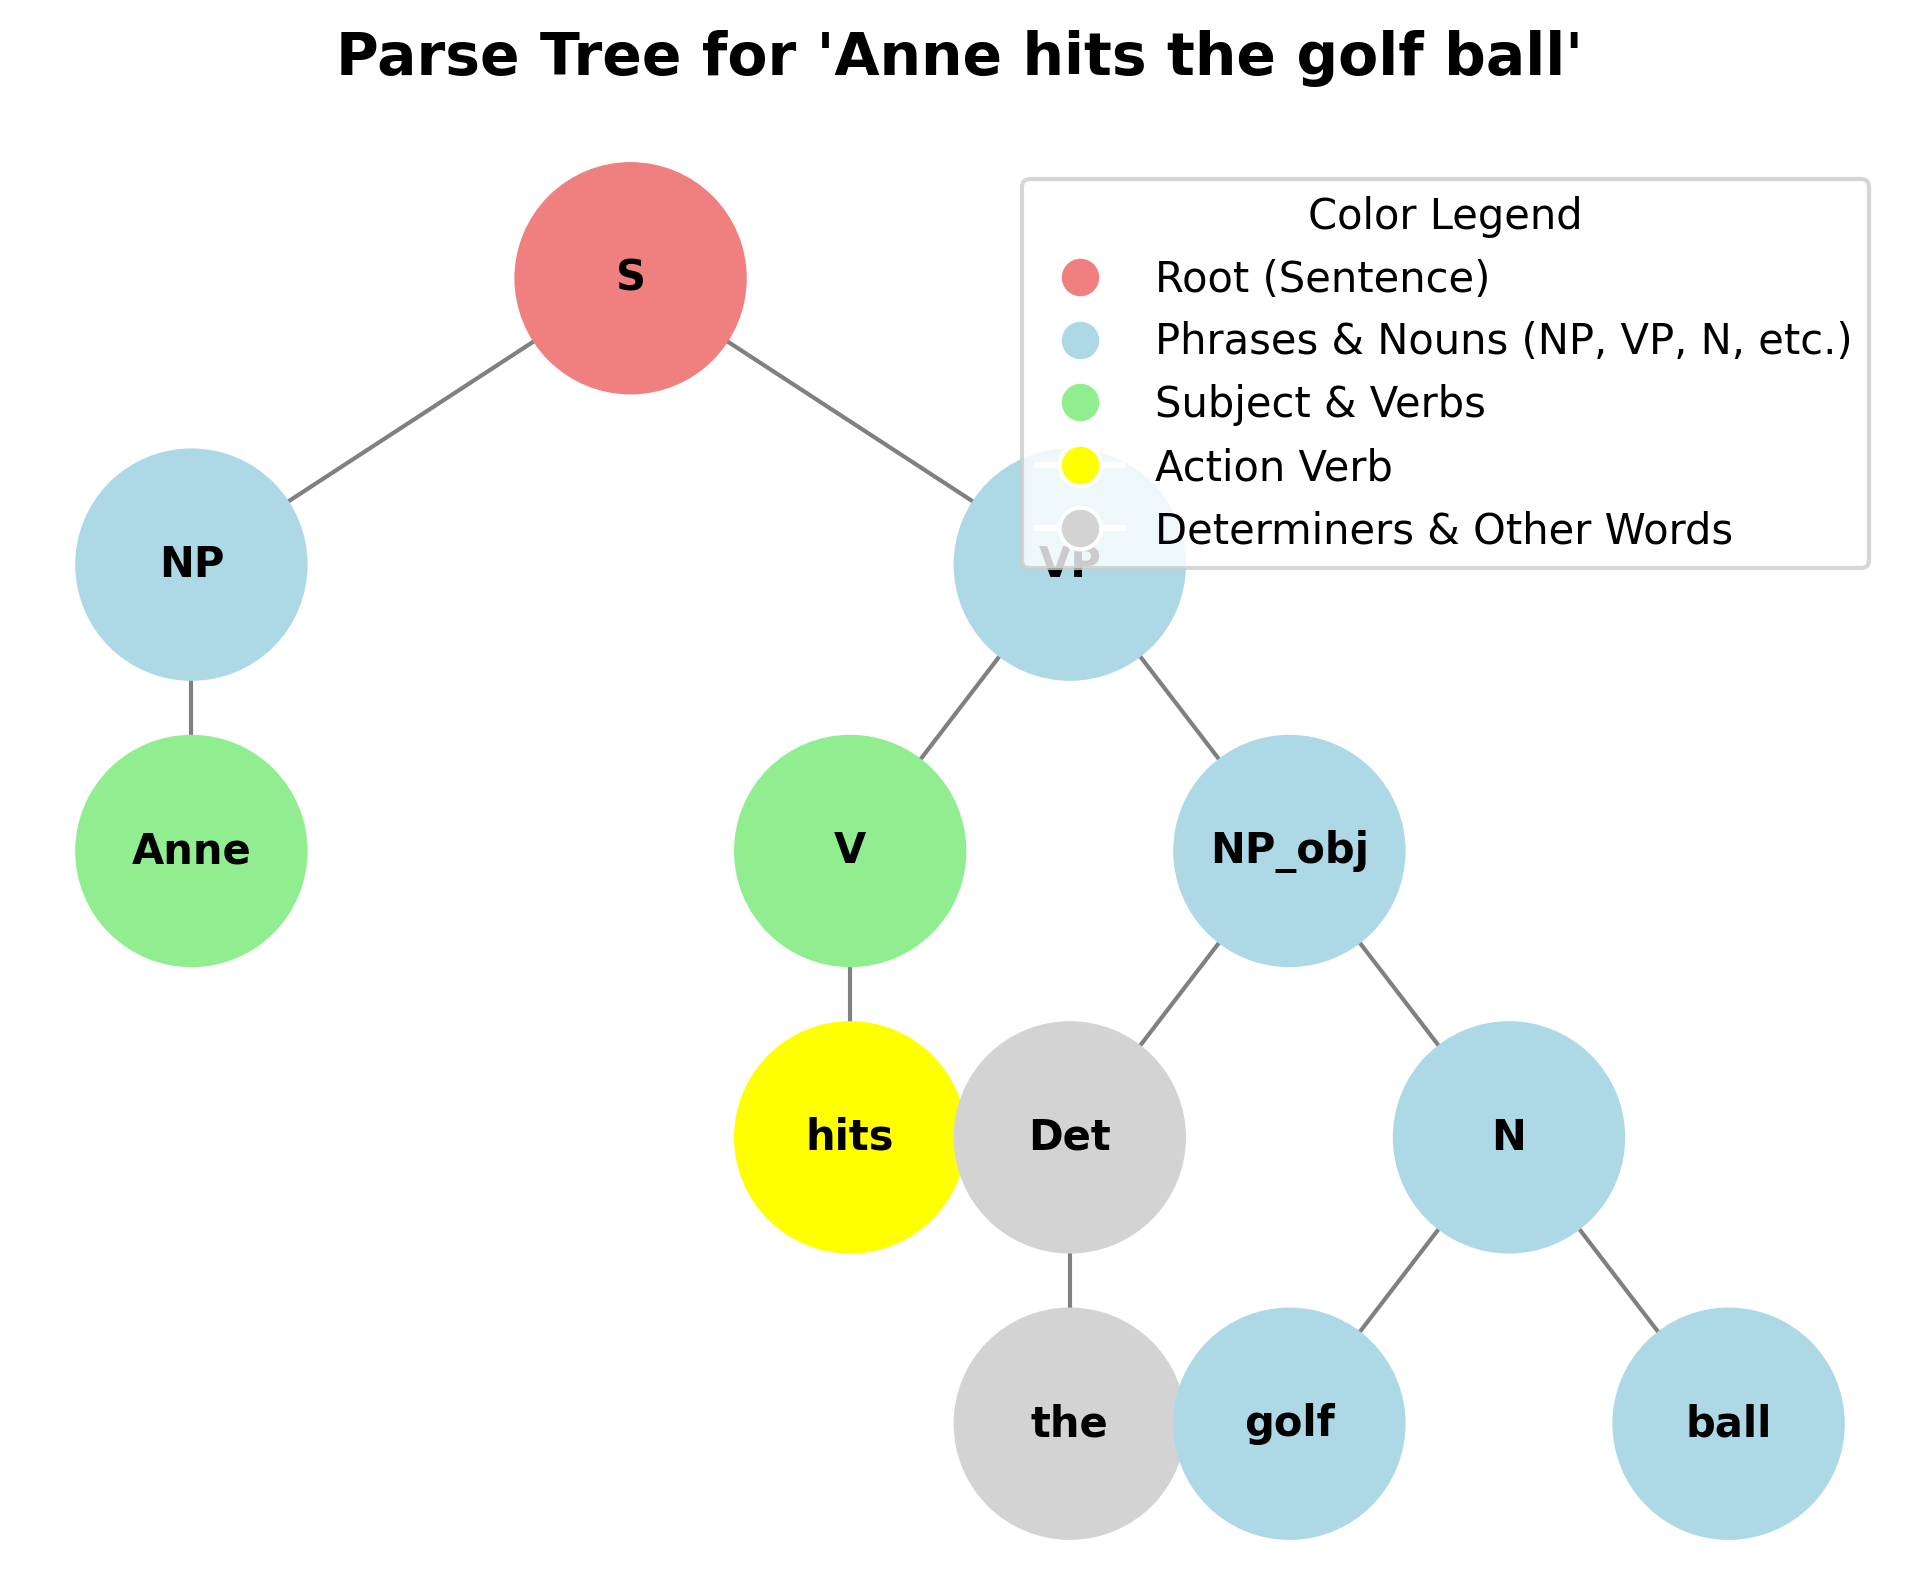 Parse Tree for 'Anne hits the golf ball'
S
Color Legend
Root (Sentence)
Phrases & Nouns (NP, VP, N, etc.)
Subject & Verbs
Action Verb
Determiners & Other Words
NP
VP
Anne
V
NP_obj
hits
Det
N
the
golf
ball